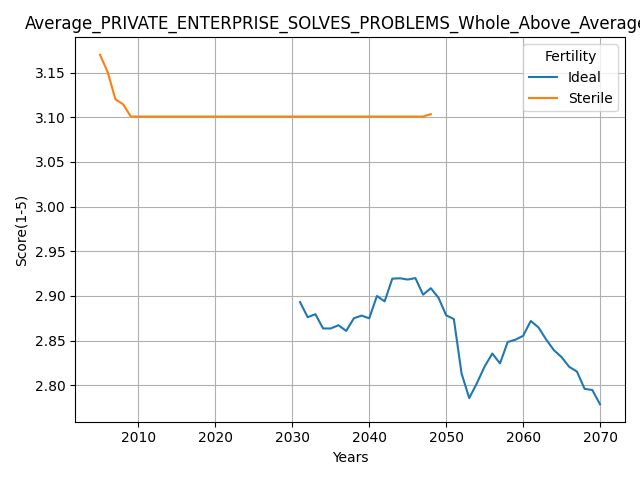 Average_PRIVATE_ENTERPRISE_SOLVES_PROBLEMS_Whole_Above_Average
Fertility
Ideal
Sterile
Score(1-5)
3.15
3.10
3.05
3.00
2.95
2.90
2.85
2.80
2010 2020 2030 2040 2050 2060 2070
Years